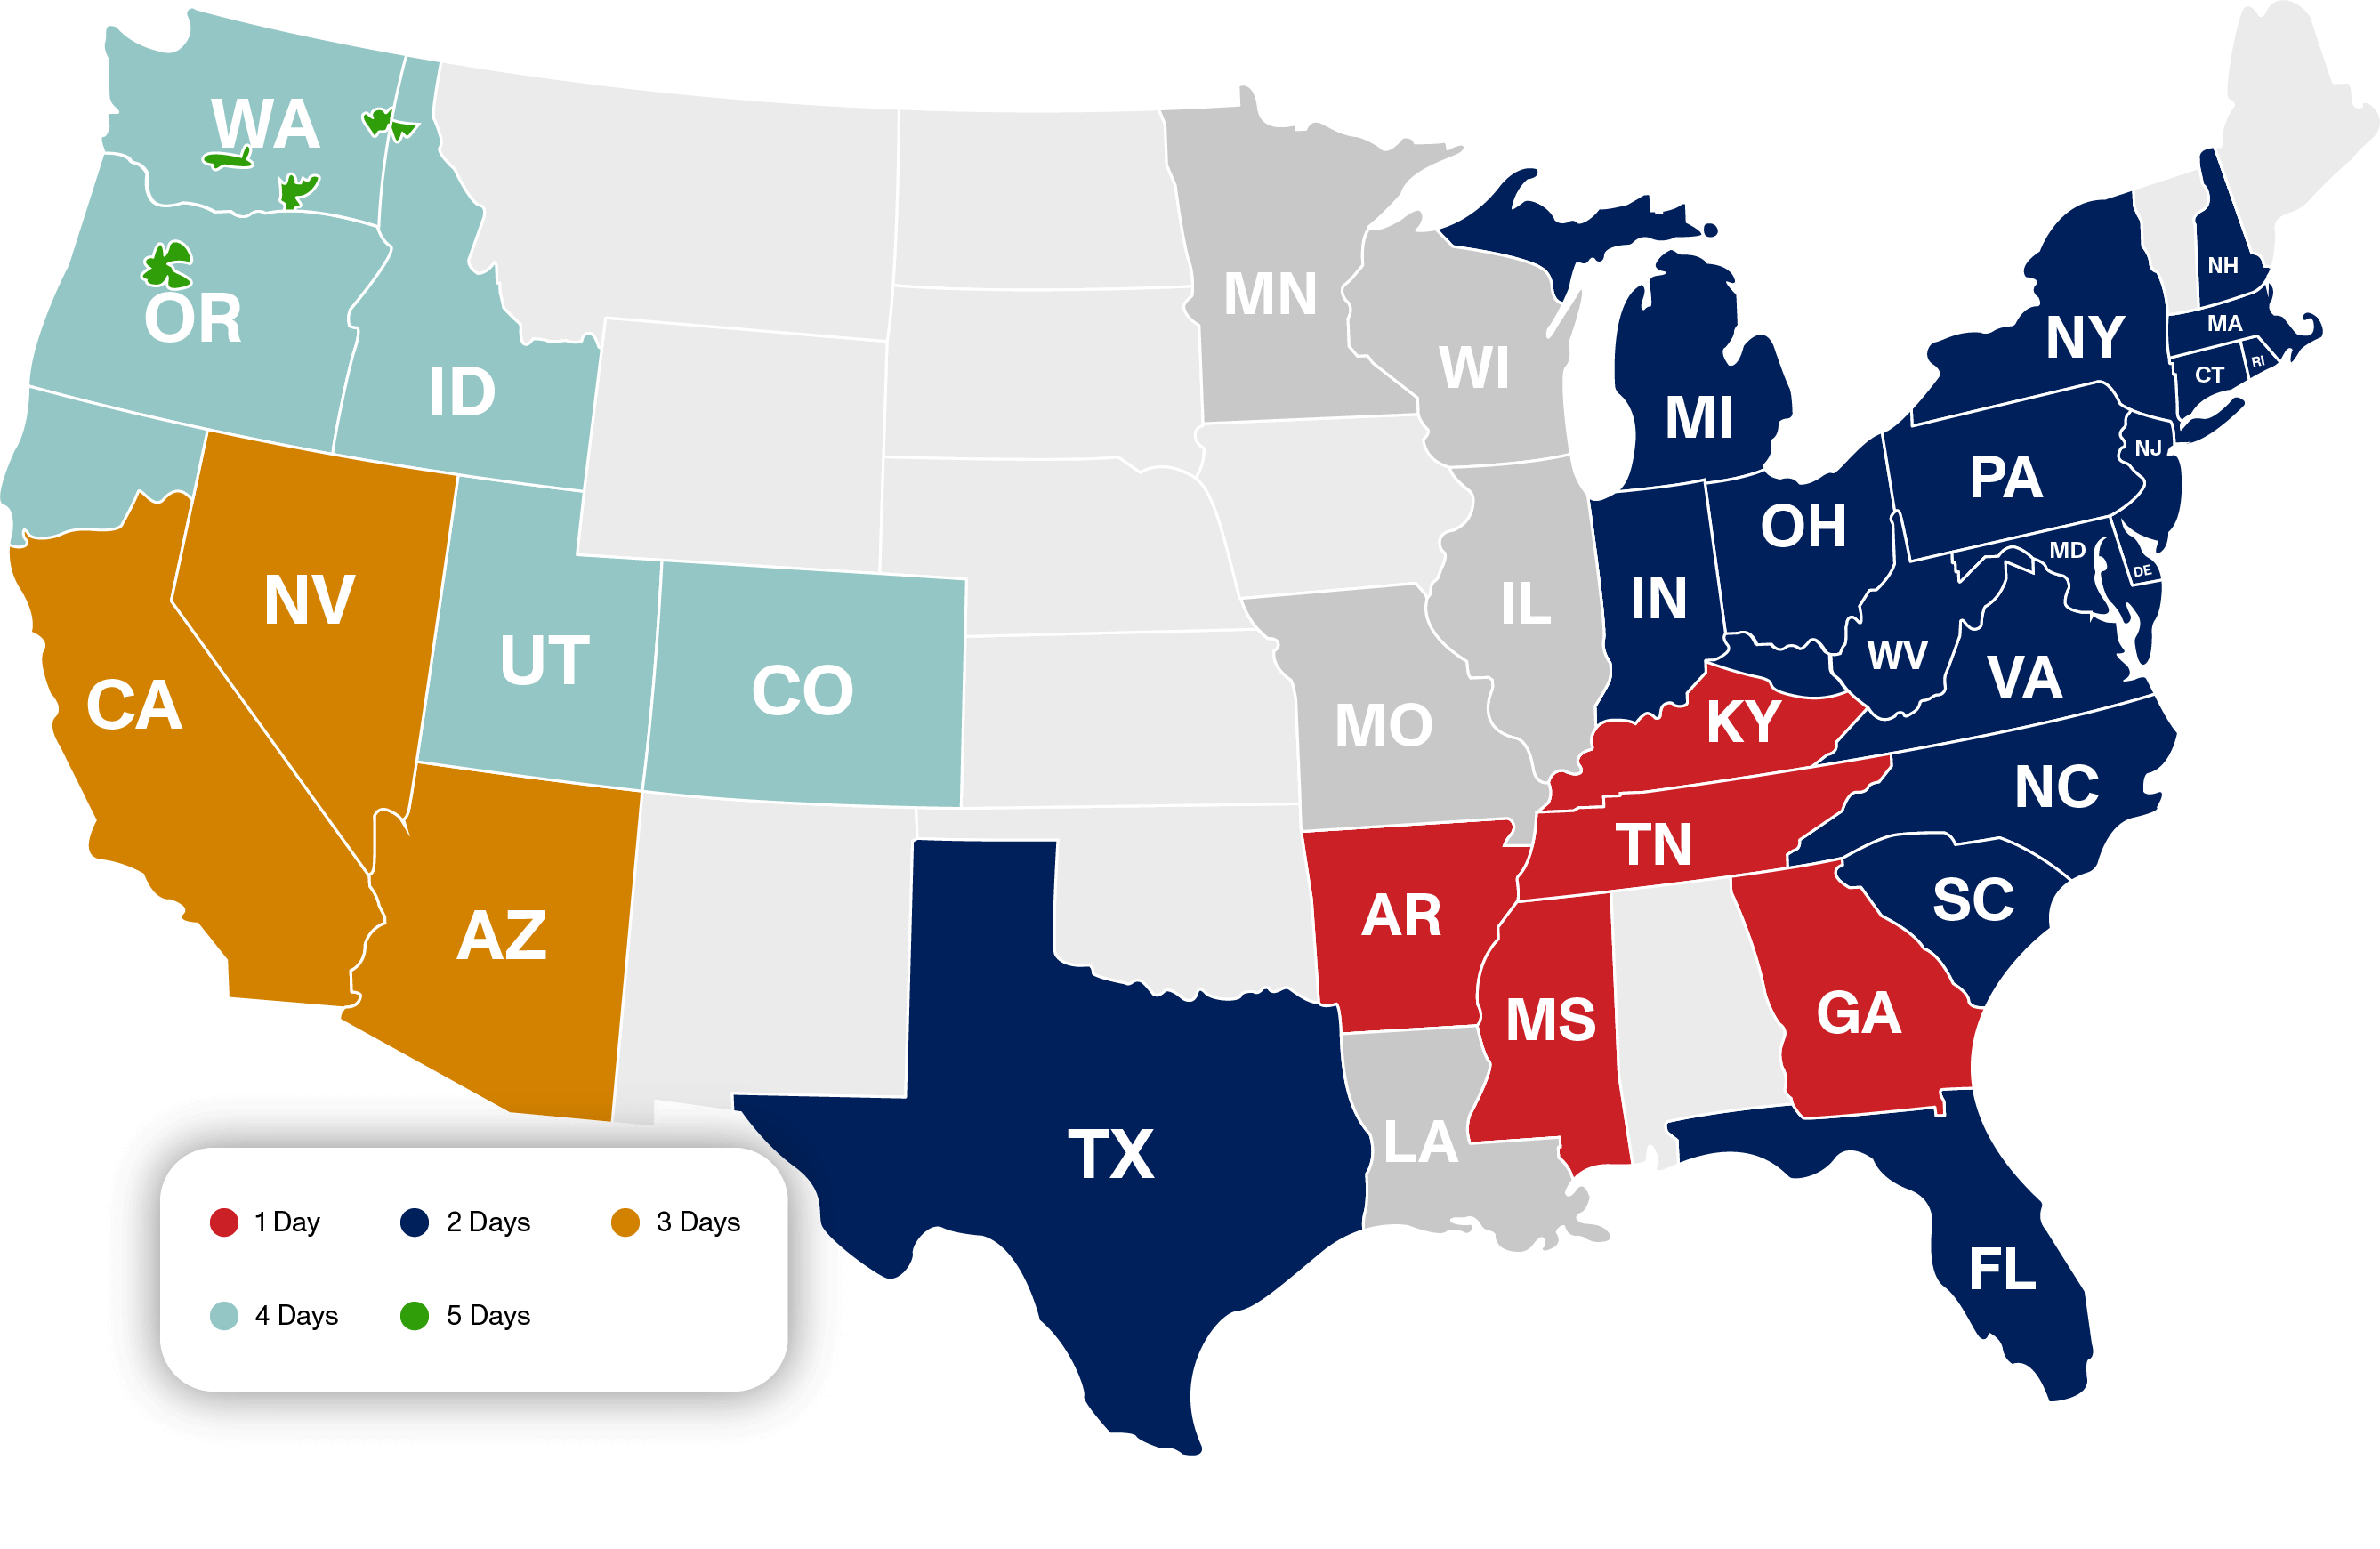 WA
OR
ID
MN
WI
MI
NH
NY
MA
CT
RI
PA
NJ
OH
MD
DE
IN
IL
WV
VA
NV
UT
CO
CA
MO
KY
NC
TN
SC
AR
AZ
MS
GA
TX
LA
FL
1 Day
2 Days
3 Days
4 Days
5 Days